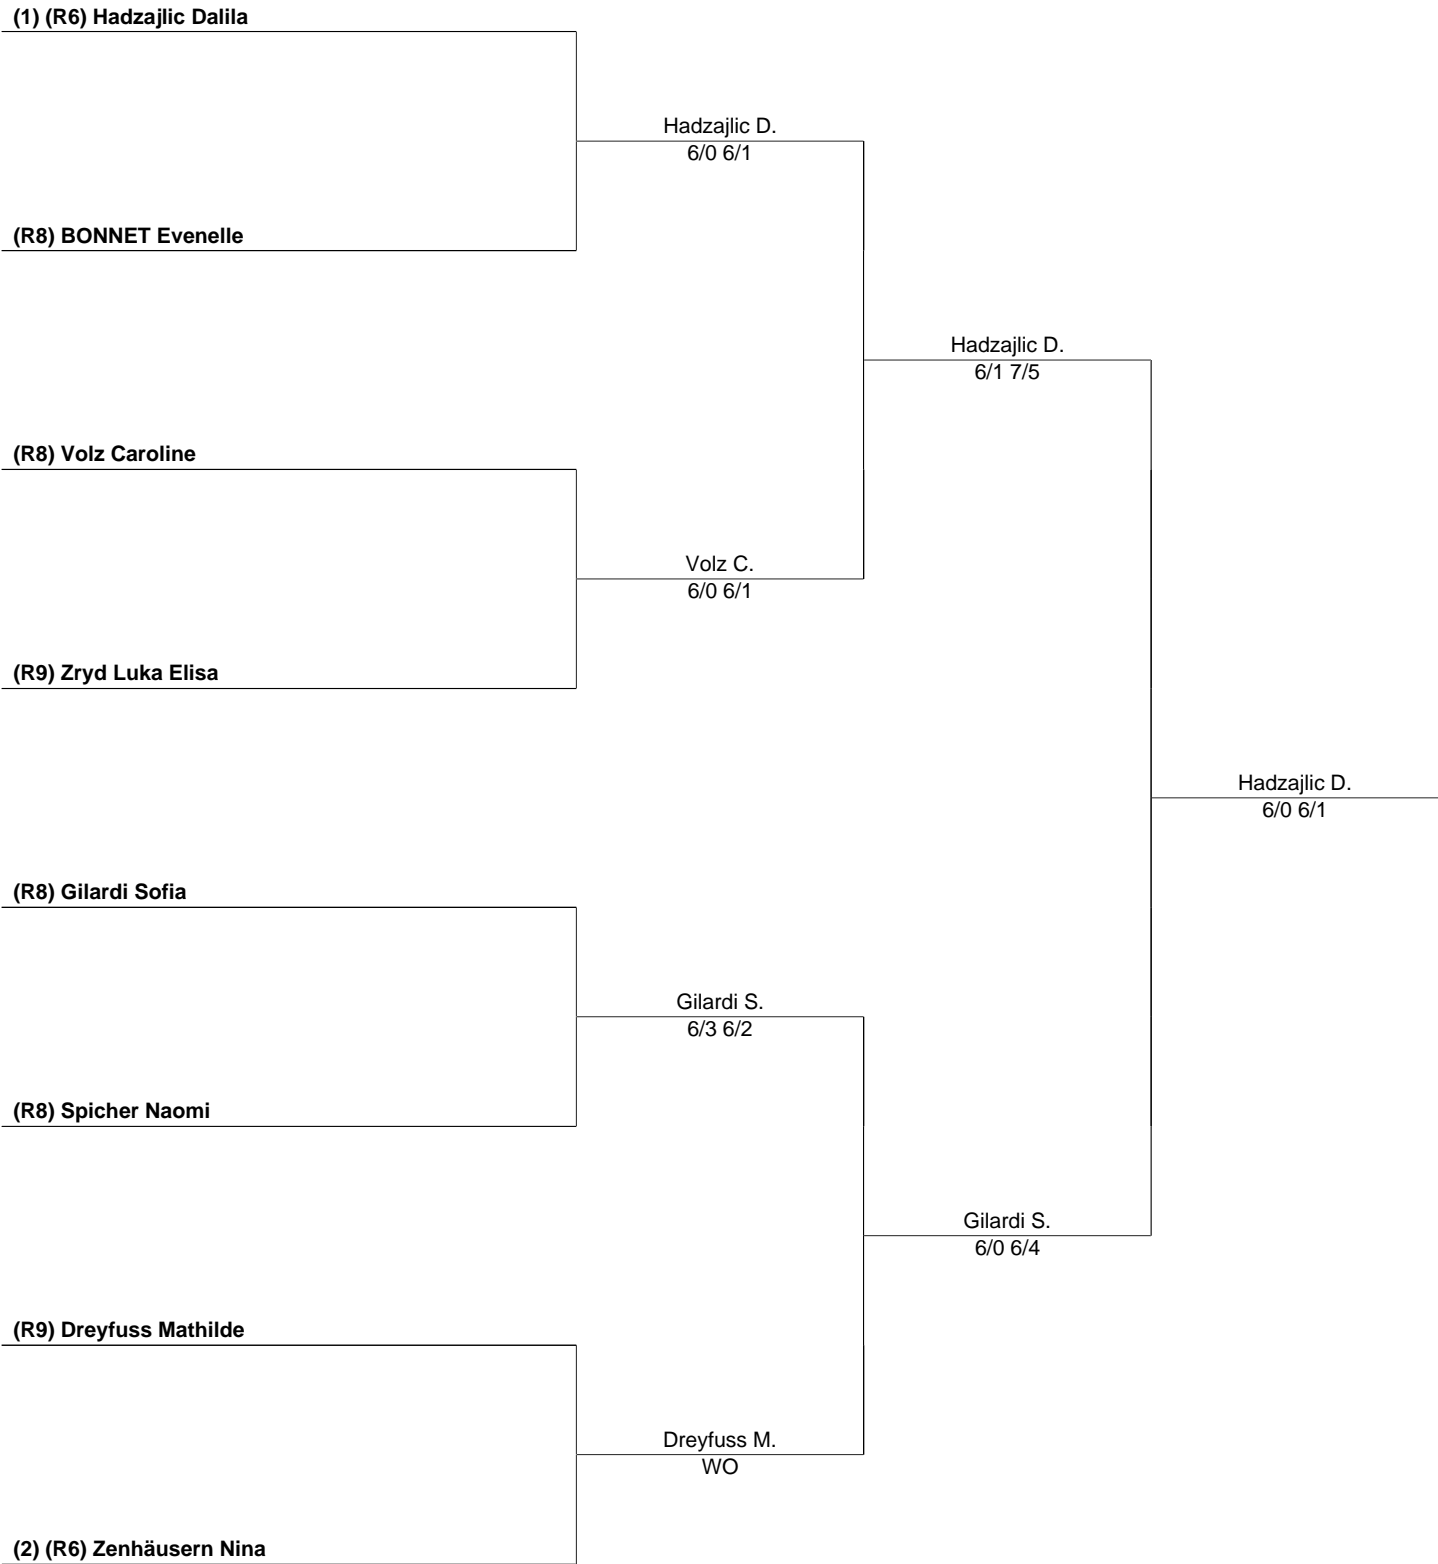 (1) (R6) Hadzajlic Dalila
Hadzajlic D.
6/0 6/1
(R8) BONNET Evenelle
Hadzajlic D.
6/1 7/5
(R8) Volz Caroline
Volz C.
6/0 6/1
(R9) Zryd Luka Elisa
Hadzajlic D.
6/0 6/1
(R8) Gilardi Sofia
Gilardi S.
6/3 6/2
(R8) Spicher Naomi
Gilardi S.
6/0 6/4
(R9) Dreyfuss Mathilde
Dreyfuss M.
WO
(2) (R6) Zenhäusern Nina